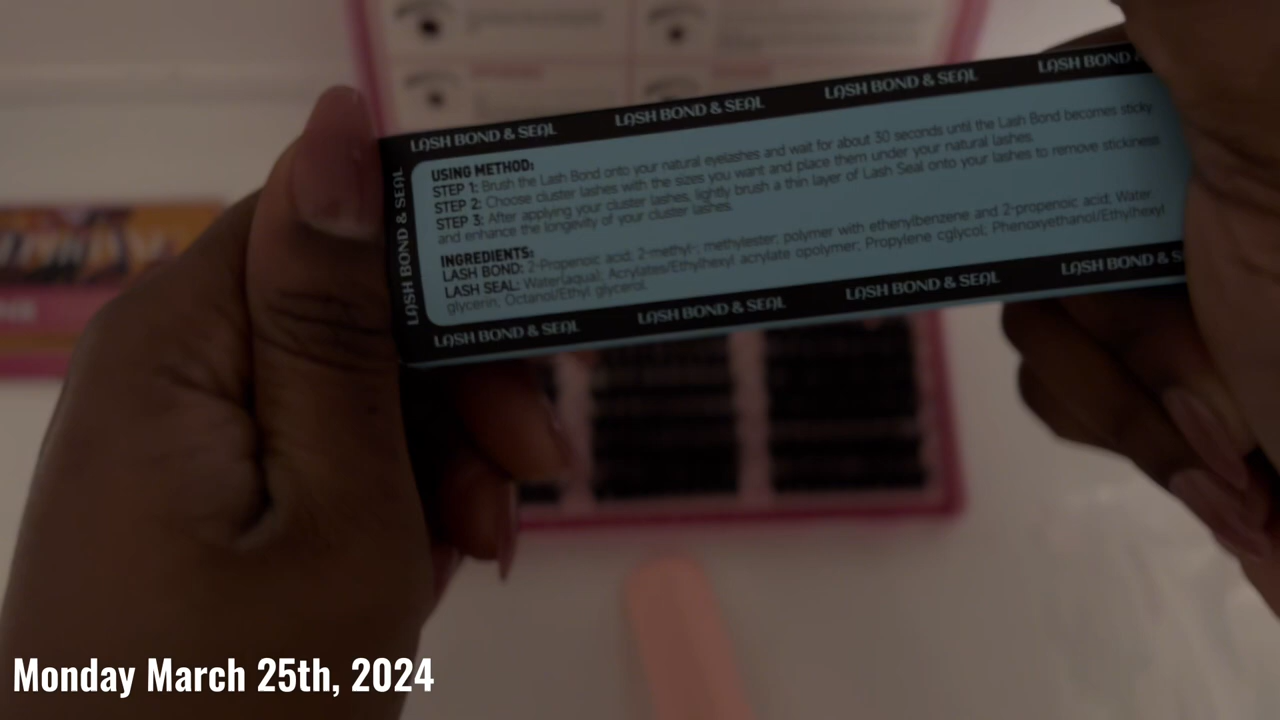 LASH BOND & SEAL LASH BOND & SEAL LASH BOND & SEAL LASH BOND
LASH BOND & SEAL
USING METHOD:
STEP 1: Brush the Lash Bond onto your natural eyelashes and wait for about 30 seconds until the Lash Bond becomes sticky.
STEP 2: Choose cluster lashes with the sizes you want and place them under your natural lashes.
STEP 3: After applying your cluster lashes, lightly brush a thin layer of Lash Seal onto your lashes to remove stickiness
and enhance the longevity of your cluster lashes.
INGREDIENTS:
LASH BOND: 2-Propenoic acid; 2-methyl-; methylester; polymer with ethenylbenzene and 2-propenoic acid, Water
LASH SEAL: Water(aqua); Acrylates/Ethylhexyl acrylate opolymer; Propylene cglycol; Phenoxyethanol/Ethylhexyl
glycerin; Octanol/Ethyl glycerol.
LASH BOND & SEAL LASH BOND & SEAL LASH BOND & SEAL LASH BOND & S
Monday March 25th, 2024